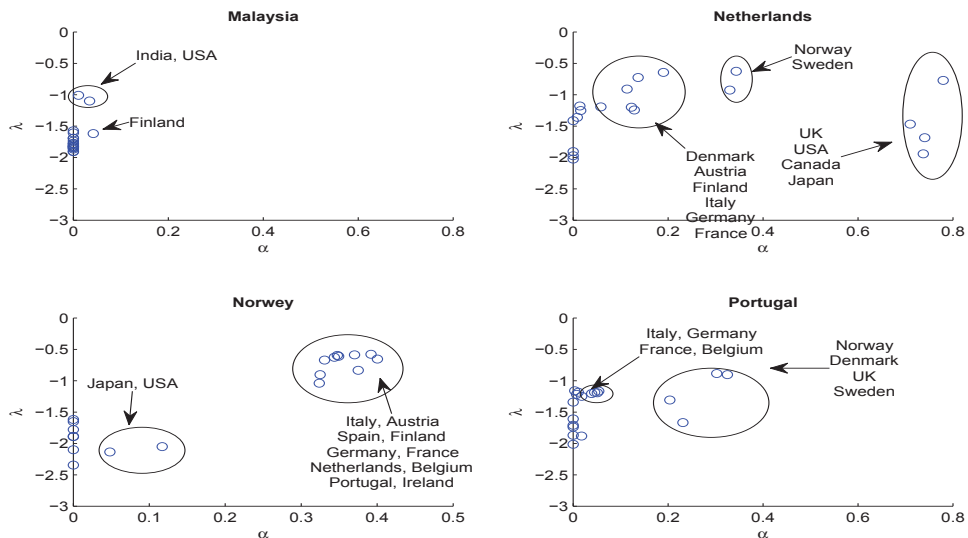 Malaysia
0
−0.5
−1
−1.5
−2
−2.5
−3
λ
0
0.2
0.4
0.6
0.8
α
India, USA
Finland
Netherlands
0
−0.5
−1
−1.5
−2
−2.5
−3
λ
0
0.2
0.4
0.6
0.8
α
Norway
Sweden
Denmark
Austria
Finland
Italy
Germany
France
UK
USA
Canada
Japan
Norwey
0
−0.5
−1
−1.5
−2
−2.5
−3
λ
0
0.1
0.2
0.3
0.4
0.5
α
Japan, USA
Italy, Austria
Spain, Finland
Germany, France
Netherlands, Belgium
Portugal, Ireland
Portugal
0
−0.5
−1
−1.5
−2
−2.5
−3
λ
0
0.2
0.4
0.6
0.8
α
Italy, Germany
France, Belgium
Norway
Denmark
UK
Sweden